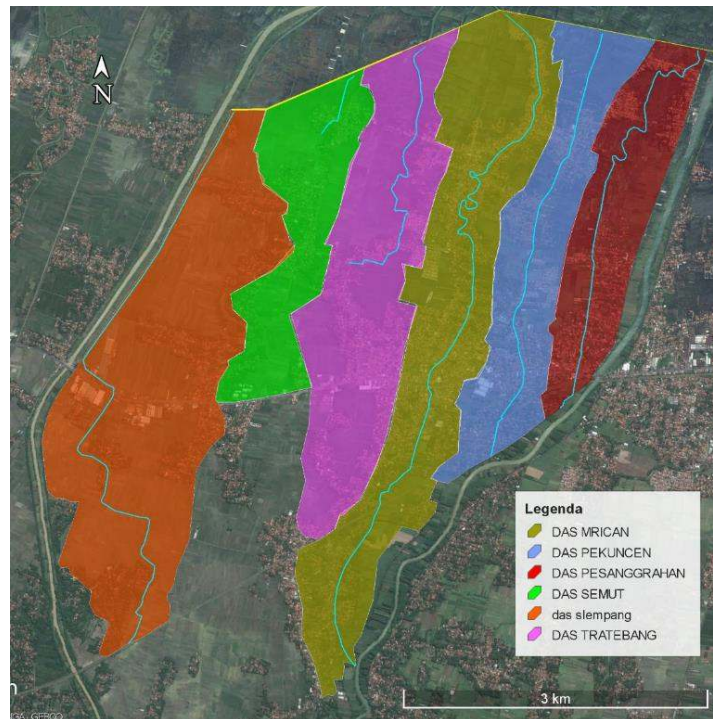 N
Legenda
DAS MRICAN
DAS PEKUNCEN
DAS PESANGGRAHAN
DAS SEMUT
das slempang
DAS TRATEBANG
3 km